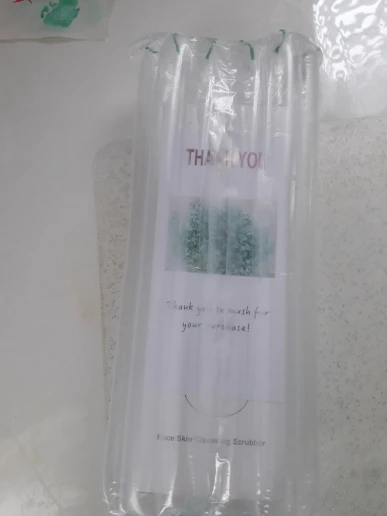 THANK YOU
Thank you so much for
your purchase!
Face Skin Cleansing Scrubber